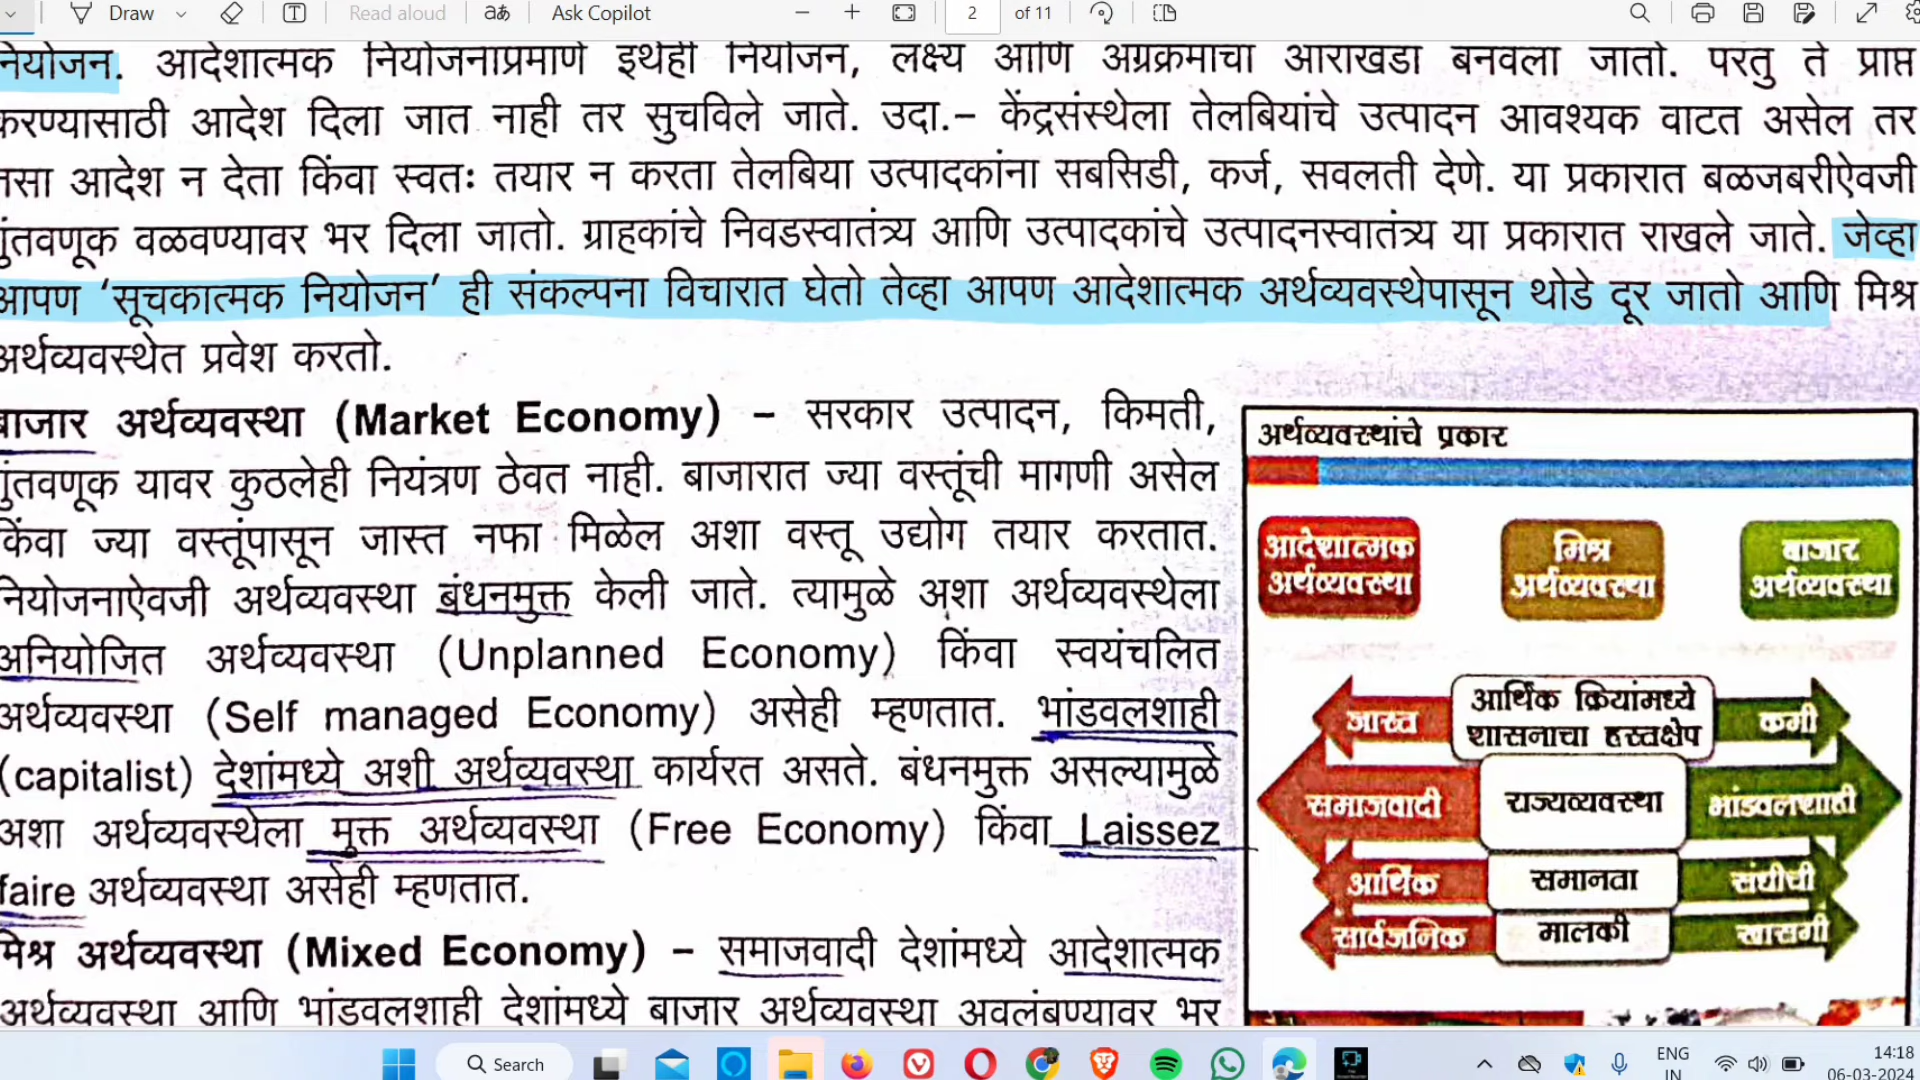 Draw
Read aloud
Ask Copilot
2
of 11
नियोजन. आदेशात्मक नियोजनाप्रमाणे इथेही नियोजन, लक्ष्य आणि अग्रक्रमाचा आराखडा बनवला जातो. परंतु ते प्राप्त
करण्यासाठी आदेश दिला जात नाही तर सुचविले जाते. उदा.– केंद्रसंस्थेला तेलबियांचे उत्पादन आवश्यक वाटत असेल तर
तसा आदेश न देता किंवा स्वतः तयार न करता तेलबिया उत्पादकांना सबसिडी, कर्ज, सवलती देणे. या प्रकारात बळजबरीऐवजी
गुंतवणूक वळवण्यावर भर दिला जातो. ग्राहकांचे निवडस्वातंत्र्य आणि उत्पादकांचे उत्पादनस्वातंत्र्य या प्रकारात राखले जाते. जेव्हा
आपण ‘सूचकात्मक नियोजन’ ही संकल्पना विचारात घेतो तेव्हा आपण आदेशात्मक अर्थव्यवस्थेपासून थोडे दूर जातो आणि मिश्र
अर्थव्यवस्थेत प्रवेश करतो.
बाजार अर्थव्यवस्था (Market Economy) – सरकार उत्पादन, किमती,
गुंतवणूक यावर कुठलेही नियंत्रण ठेवत नाही. बाजारात ज्या वस्तूंची मागणी असेल
किंवा ज्या वस्तूंपासून जास्त नफा मिळेल अशा वस्तू उद्योग तयार करतात.
नियोजनाऐवजी अर्थव्यवस्था बंधनमुक्त केली जाते. त्यामुळे अशा अर्थव्यवस्थेला
अनियोजित अर्थव्यवस्था (Unplanned Economy) किंवा स्वयंचलित
अर्थव्यवस्था (Self managed Economy) असेही म्हणतात. भांडवलशाही
(capitalist) देशांमध्ये अशी अर्थव्यवस्था कार्यरत असते. बंधनमुक्त असल्यामुळे
अशा अर्थव्यवस्थेला मुक्त अर्थव्यवस्था (Free Economy) किंवा Laissez
faire अर्थव्यवस्था असेही म्हणतात.
मिश्र अर्थव्यवस्था (Mixed Economy) – समाजवादी देशांमध्ये आदेशात्मक
अर्थव्यवस्था आणि भांडवलशाही देशांमध्ये बाजार अर्थव्यवस्था अवलंबण्यावर भर
अर्थव्यवस्थांचे प्रकार
आदेशात्मक अर्थव्यवस्था
मिश्र अर्थव्यवस्था
बाजार अर्थव्यवस्था
जास्त
आर्थिक क्रियांमध्ये शासनाचा हस्तक्षेप
कमी
समाजवादी
राज्यव्यवस्था
भांडवलशाही
आर्थिक
समानता
संधीची
सार्वजनिक
मालकी
खासगी
Search
ENG
IN
14:18
06-03-2024